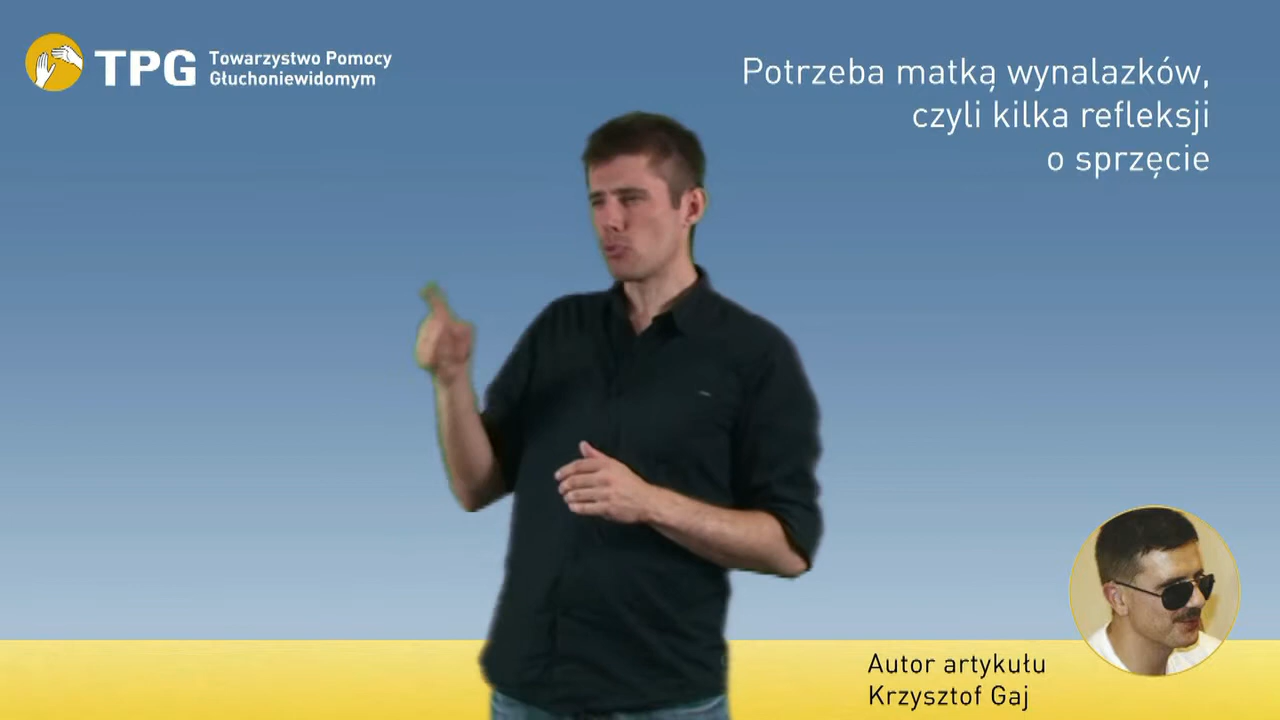 TPG
Towarzystwo Pomocy
Głuchoniewidomym
Potrzeba matką wynalazków,
czyli kilka refleksji
o sprzęcie
Autor artykułu
Krzysztof Gaj